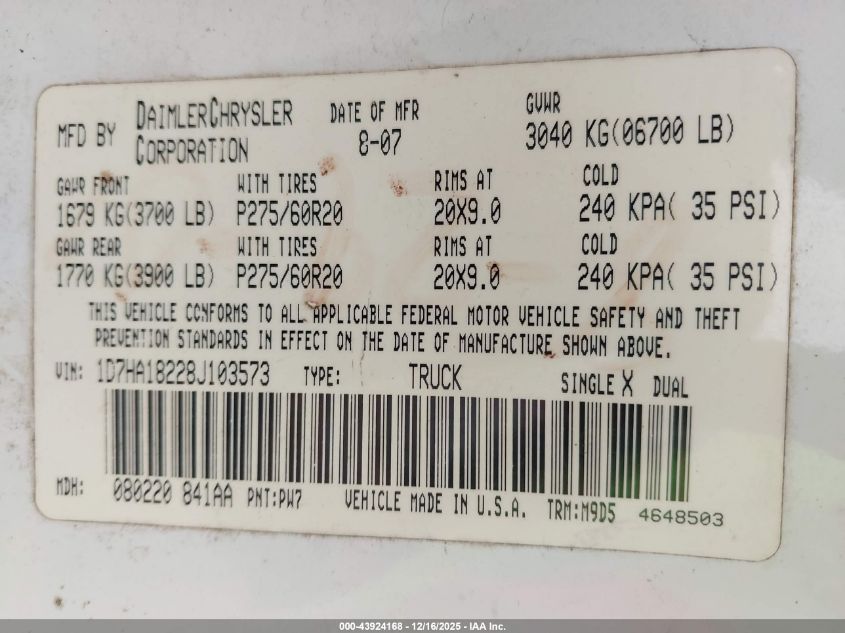 MFD BY DAIMLERCHRYSLER CORPORATION DATE OF MFR 8-07 GVWR 3040 KG(06700 LB)
GAWR FRONT WITH TIRES RIMS AT COLD
1679 KG(3700 LB) P275/60R20 20X9.0 240 KPA( 35 PSI)
GAWR REAR WITH TIRES RIMS AT COLD
1770 KG(3900 LB) P275/60R20 20X9.0 240 KPA( 35 PSI)
THIS VEHICLE CONFORMS TO ALL APPLICABLE FEDERAL MOTOR VEHICLE SAFETY AND THEFT
PREVENTION STANDARDS IN EFFECT ON THE DATE OF MANUFACTURE SHOWN ABOVE.
VIN: 1D7HA18228J103573 TYPE: TRUCK SINGLE X DUAL
MDH: 080220 841AA PNT:PW7 VEHICLE MADE IN U.S.A. TRM:M9D5 4648503
000-43924168 - 12/16/2025 - IAA Inc.